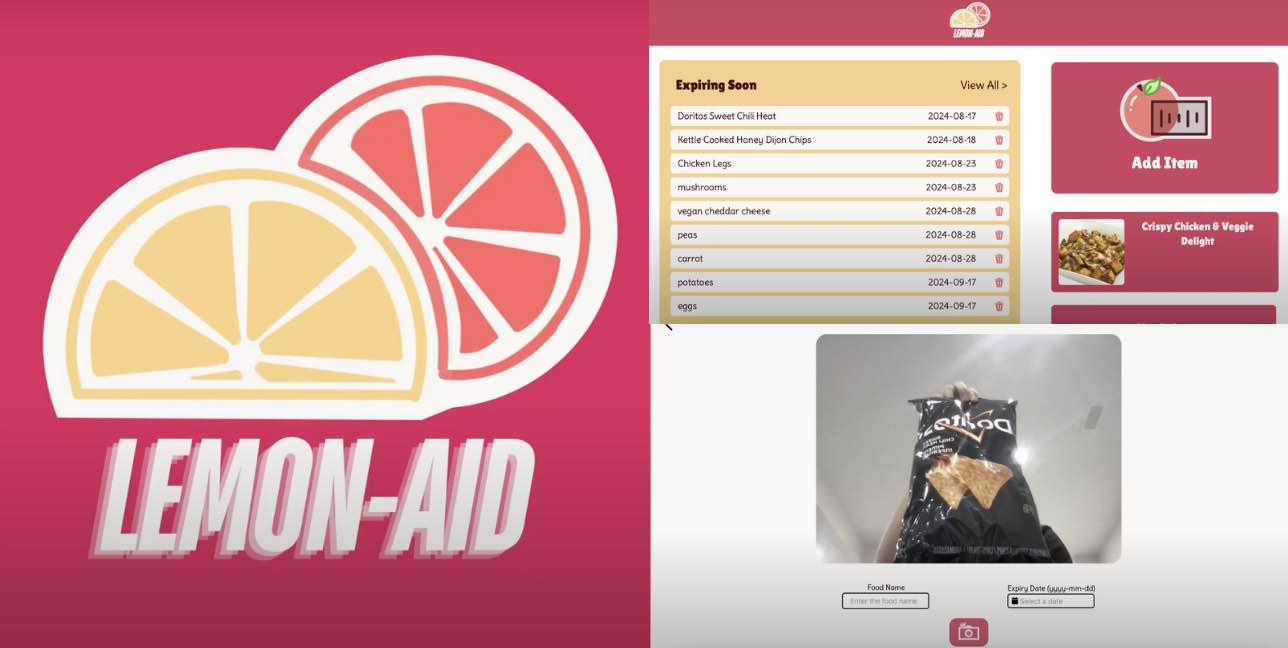 LEMON-AID
LEMON-AID
Expiring Soon
View All >
Doritos Sweet Chili Heat 2024-08-17
Kettle Cooked Honey Dijon Chips 2024-08-18
Chicken Legs 2024-08-23
mushrooms 2024-08-23
vegan cheddar cheese 2024-08-28
peas 2024-08-28
carrot 2024-08-28
potatoes 2024-09-17
eggs 2024-09-17
Add Item
Crispy Chicken & Veggie
Delight
Doritos
Food Name
Enter the food name
Expiry Date (yyyy-mm-dd)
Select a date